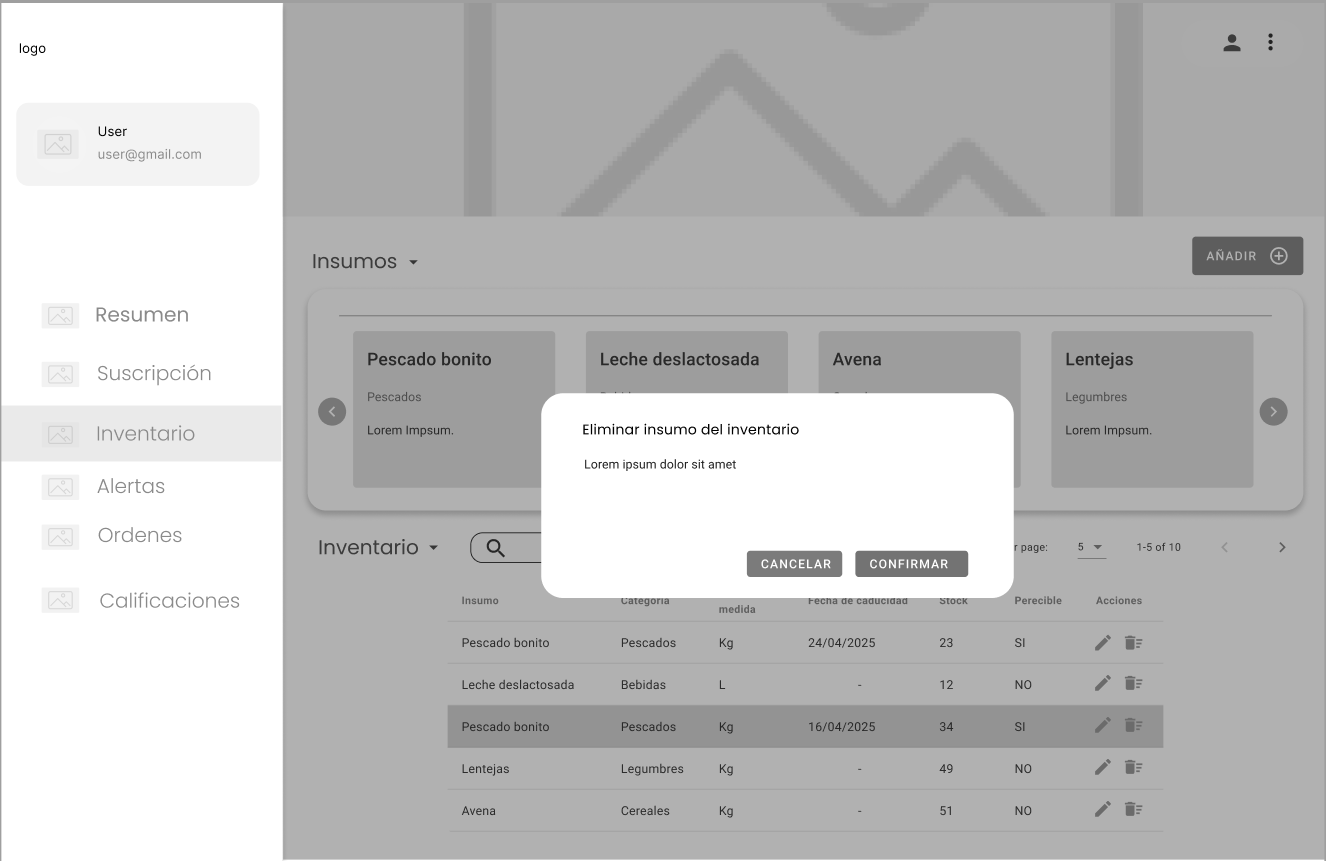 logo
User
user@gmail.com
Resumen
Suscripción
Inventario
Alertas
Ordenes
Calificaciones
Insumos
AÑADIR
Pescado bonito
Leche deslactosada
Avena
Lentejas
Pescados
Legumbres
Lorem Impsum.
Lorem Impsum.
Eliminar insumo del inventario
Lorem ipsum dolor sit amet
CANCELAR CONFIRMAR
Inventario
page: 5 1-5 of 10
Insumo Categoría medida Fecha de caducidad Stock Perecible Acciones
Pescado bonito Pescados Kg 24/04/2025 23 SI
Leche deslactosada Bebidas L - 12 NO
Pescado bonito Pescados Kg 16/04/2025 34 SI
Lentejas Legumbres Kg - 49 NO
Avena Cereales Kg - 51 NO